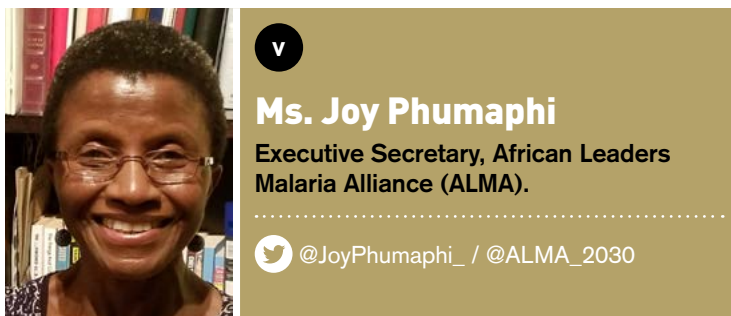 v
Ms. Joy Phumaphi
Executive Secretary, African Leaders
Malaria Alliance (ALMA).
@JoyPhumaphi_ / @ALMA_2030